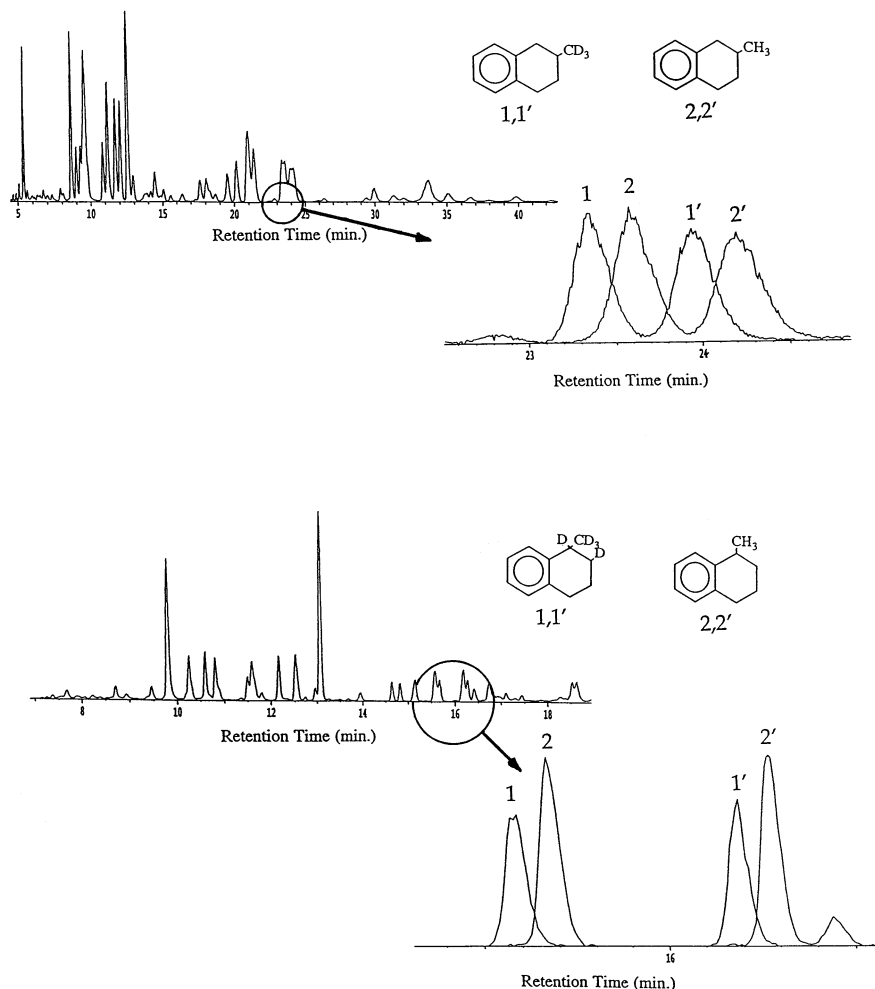 CD3
CH3
1,1′
2,2′
5 10 15 20 25 30 35 40
Retention Time (min.)
1 2 1′ 2′
23 24
Retention Time (min.)
D CD3
D
CH3
1,1′
2,2′
8 10 12 14 16 18
Retention Time (min.)
1 2 1′ 2′
16
Retention Time (min.)